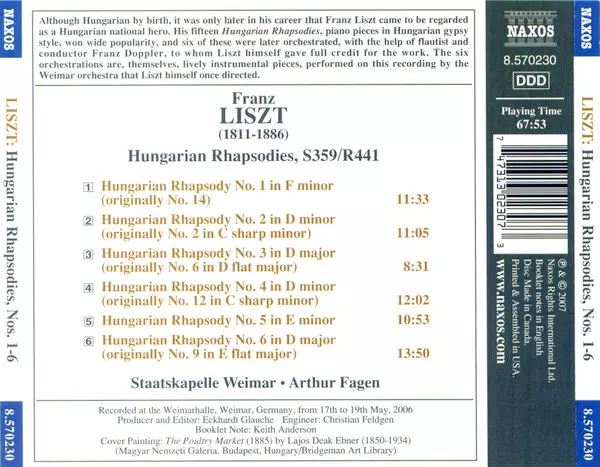 NAXOS
LISZT: Hungarian Rhapsodies, Nos. 1-6
8.570230
Although Hungarian by birth, it was only later in his career that Franz Liszt came to be regarded
as a Hungarian national hero. His fifteen Hungarian Rhapsodies, piano pieces in Hungarian gypsy
style, won wide popularity, and six of these were later orchestrated, with the help of flautist and
conductor Franz Doppler, to whom Liszt himself gave full credit for the work. The six
orchestrations are, themselves, lively instrumental pieces, performed on this recording by the
Weimar orchestra that Liszt himself once directed.
Franz
LISZT
(1811-1886)
Hungarian Rhapsodies, S359/R441
1 Hungarian Rhapsody No. 1 in F minor
(originally No. 14) 11:33
2 Hungarian Rhapsody No. 2 in D minor
(originally No. 2 in C sharp minor) 11:05
3 Hungarian Rhapsody No. 3 in D major
(originally No. 6 in D flat major) 8:31
4 Hungarian Rhapsody No. 4 in D minor
(originally No. 12 in C sharp minor) 12:02
5 Hungarian Rhapsody No. 5 in E minor 10:53
6 Hungarian Rhapsody No. 6 in D major
(originally No. 9 in E flat major) 13:50
Staatskapelle Weimar • Arthur Fagen
Recorded at the Weimarhalle, Weimar, Germany, from 17th to 19th May, 2006
Producer and Editor: Eckhardt Glauche Engineer: Christian Feldgen
Booklet Note: Keith Anderson
Cover Painting: The Poultry Market (1885) by Lajos Deak Ebner (1850-1934)
(Magyar Nemzeti Galeria, Budapest, Hungary/Bridgeman Art Library)
NAXOS
8.570230
DDD
Playing Time
67:53
7 47313 02307 3
℗ & © 2007
Naxos Rights International Ltd.
Booklet notes in English
Disc Made in Canada.
Printed & Assembled in USA.
www.naxos.com
NAXOS
LISZT: Hungarian Rhapsodies, Nos. 1-6
8.570230